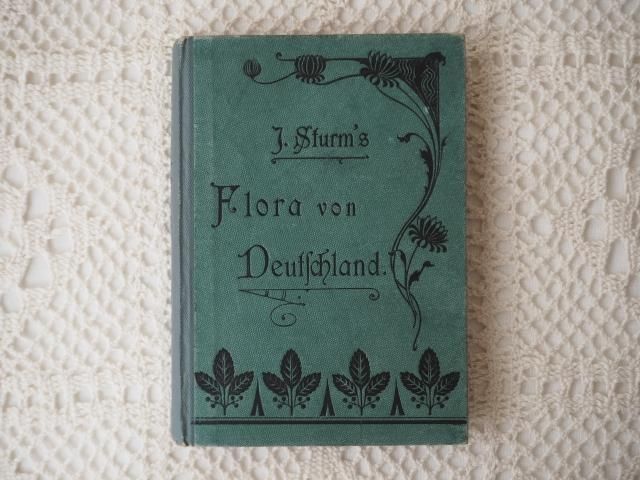 J. Sturm's
Flora von
Deutſchland.